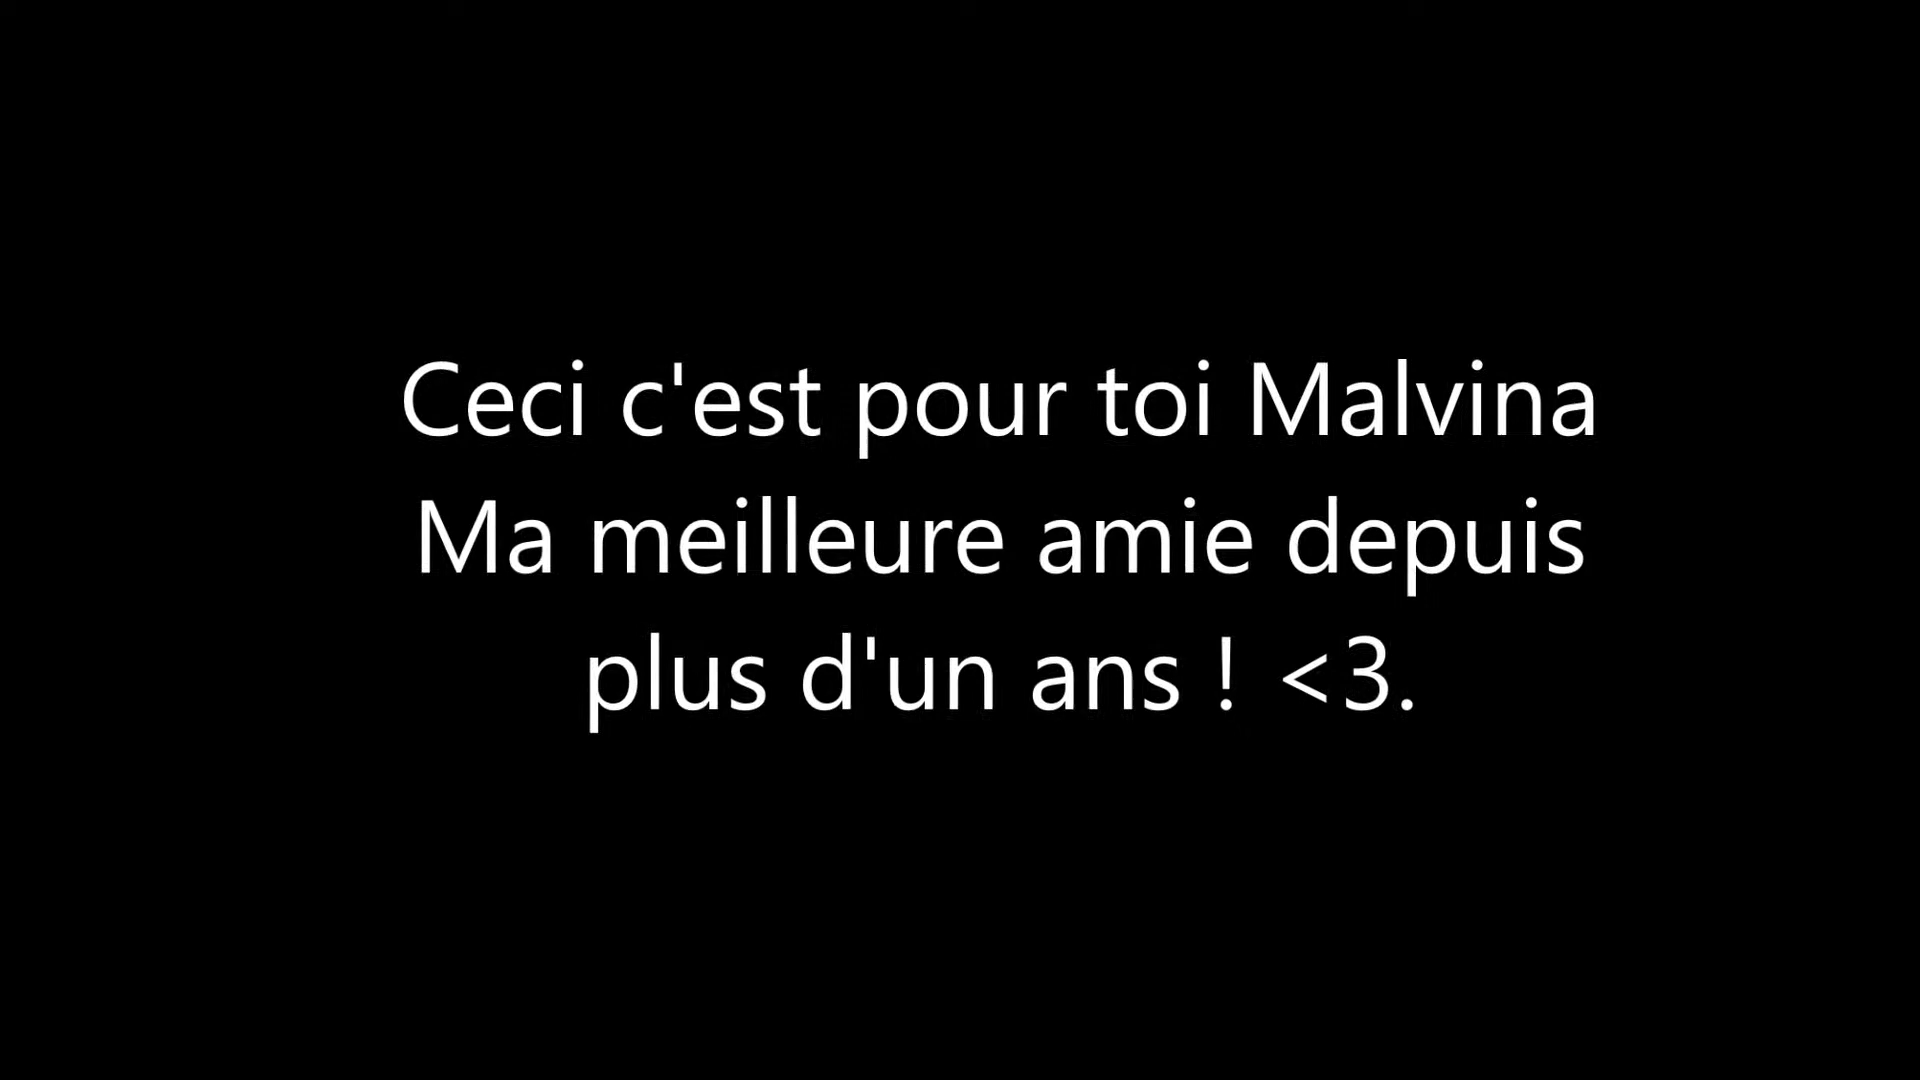 Ceci c'est pour toi Malvina
Ma meilleure amie depuis
plus d'un ans ! <3.